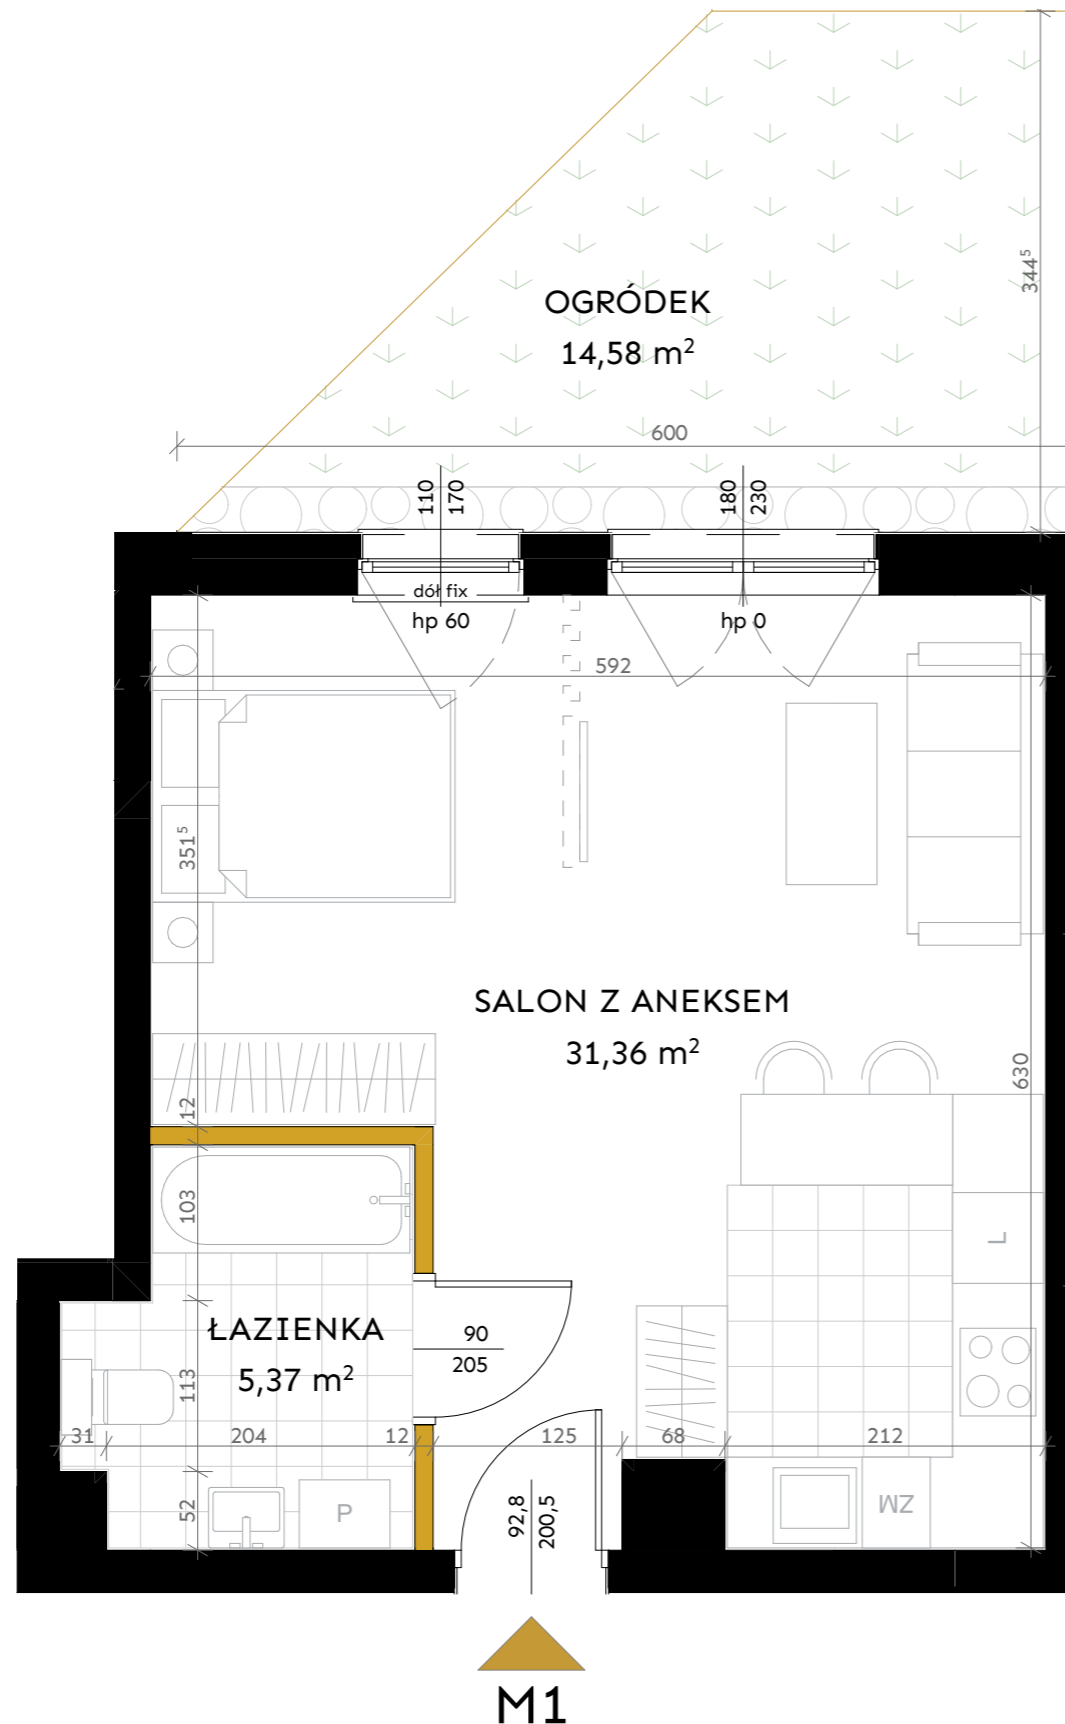 344⁵
OGRÓDEK
14,58 m²
600
110
170
180
230
dół fix
hp 60
hp 0
592
351⁵
SALON Z ANEKSEM
31,36 m²
630
12
103
L
ŁAZIENKA
5,37 m²
90
205
113
31
204
12
125
68
212
52
P
92,8
200,5
ZM
M1